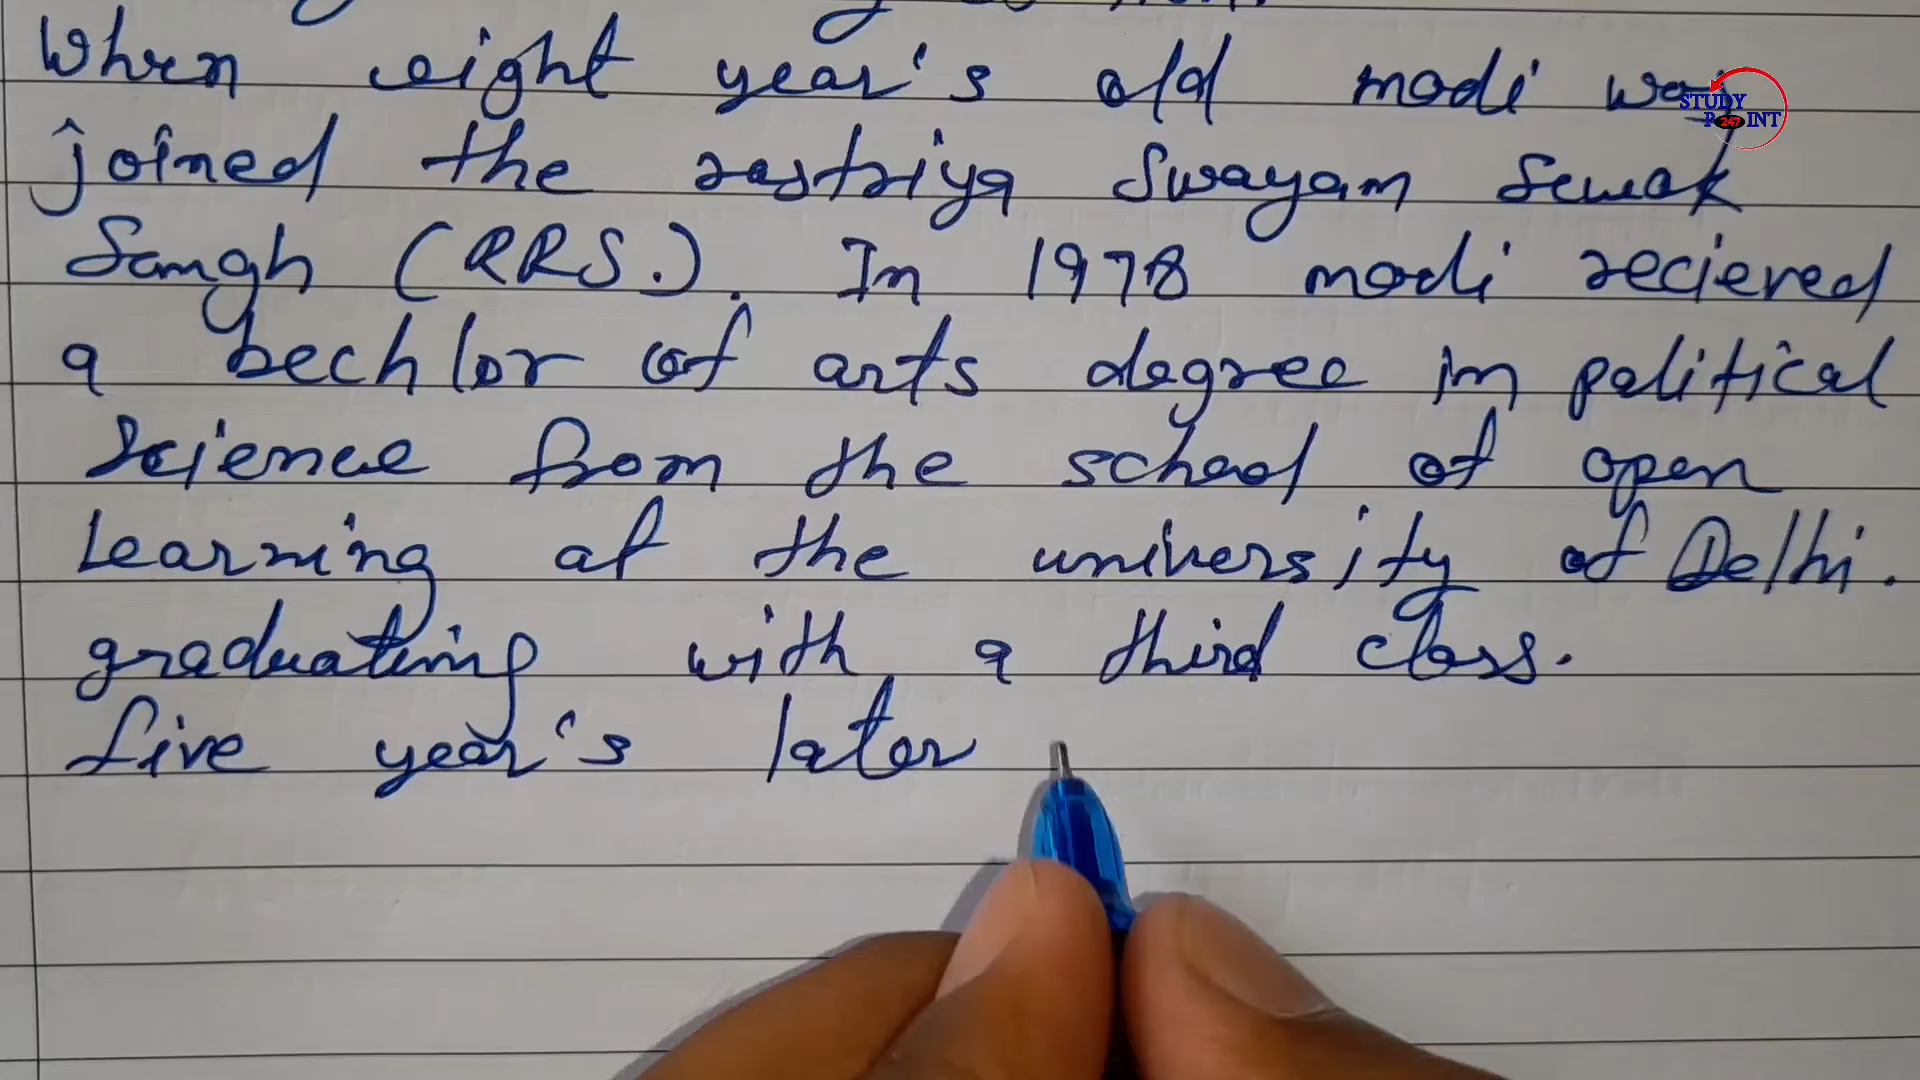 When eight year's old modi was
joined the rastriya Swayam Sewak
Sangh (RRS.). In 1978 modi recieved
a bechlor of arts degree in political
Science from the school of open
Learning at the university of Delhi.
graduating with a third class.
five year's later
STUDY
P 247 INT